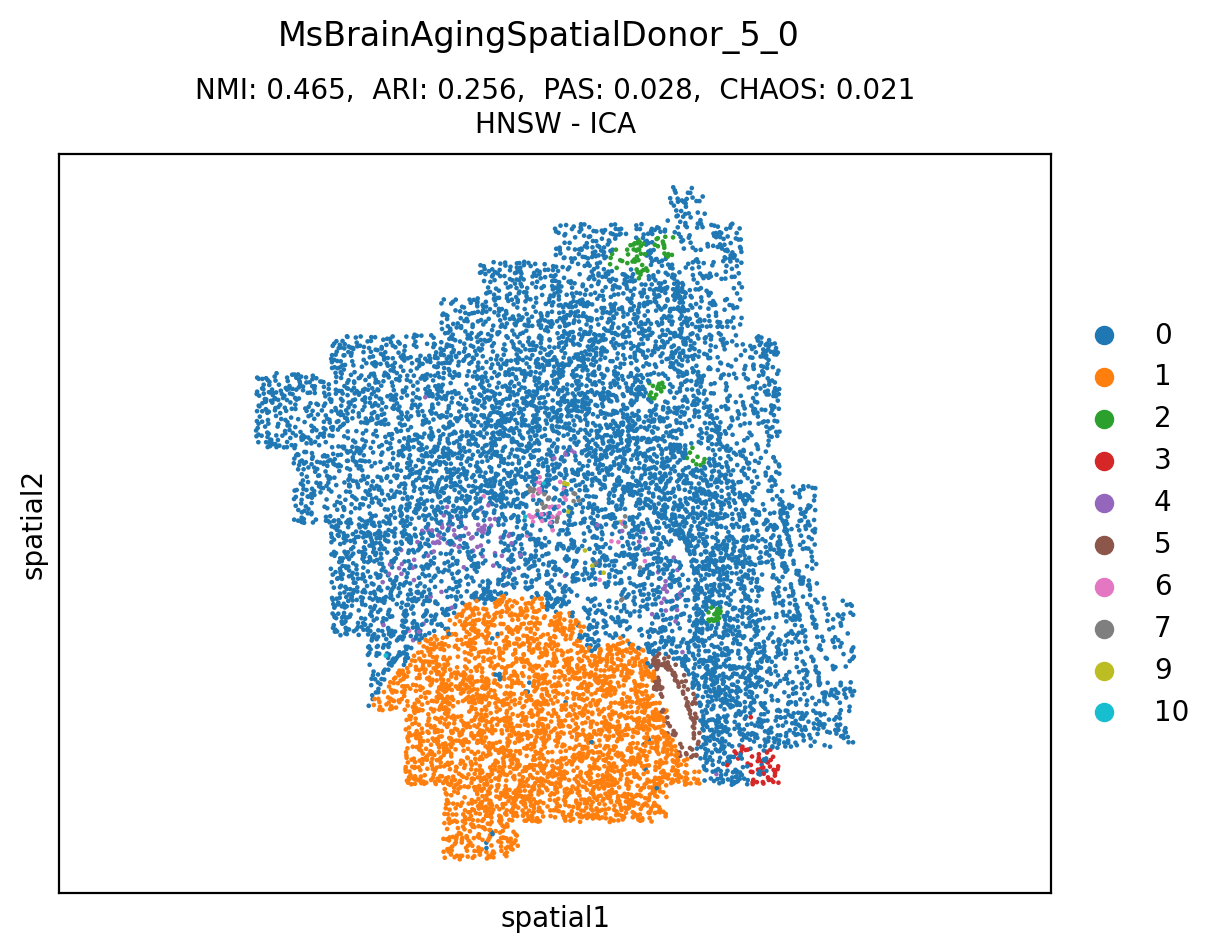 MsBrainAgingSpatialDonor_5_0
NMI: 0.465,  ARI: 0.256,  PAS: 0.028,  CHAOS: 0.021
HNSW - ICA
spatial2
spatial1
0
1
2
3
4
5
6
7
9
10